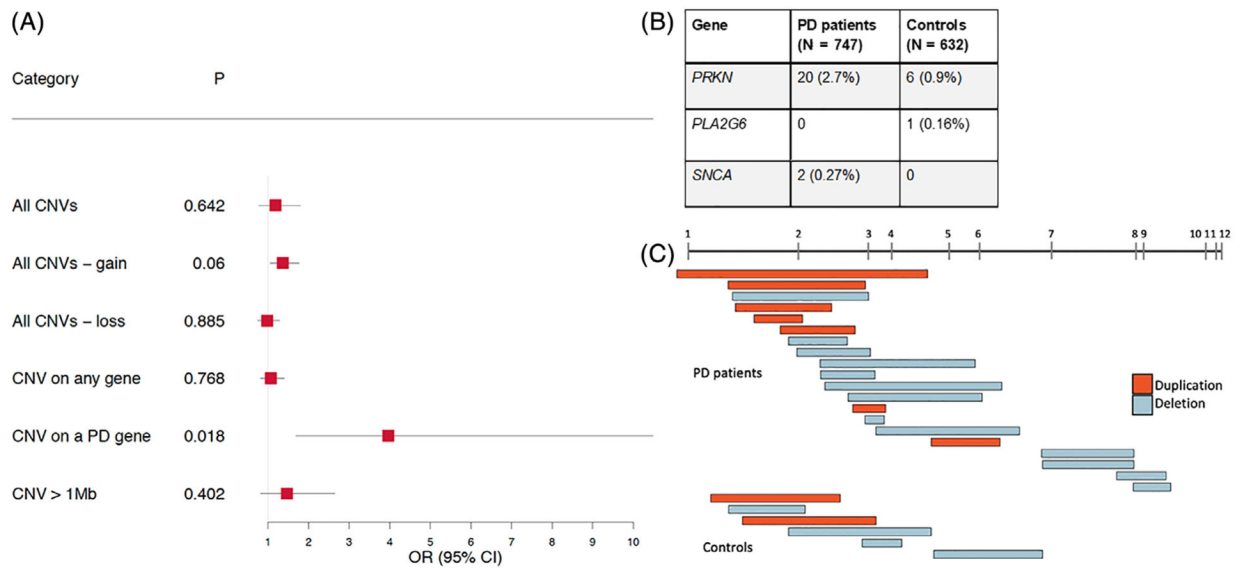 (A)
Category P
All CNVs 0.642
All CNVs – gain 0.06
All CNVs – loss 0.885
CNV on any gene 0.768
CNV on a PD gene 0.018
CNV > 1Mb 0.402
1 2 3 4 5 6 7 8 9 10
OR (95% CI)
(B)
Gene PD patients (N = 747) Controls (N = 632)
PRKN 20 (2.7%) 6 (0.9%)
PLA2G6 0 1 (0.16%)
SNCA 2 (0.27%) 0
(C)
1 2 3 4 5 6 7 8 9 10 11 12
PD patients
Duplication
Deletion
Controls